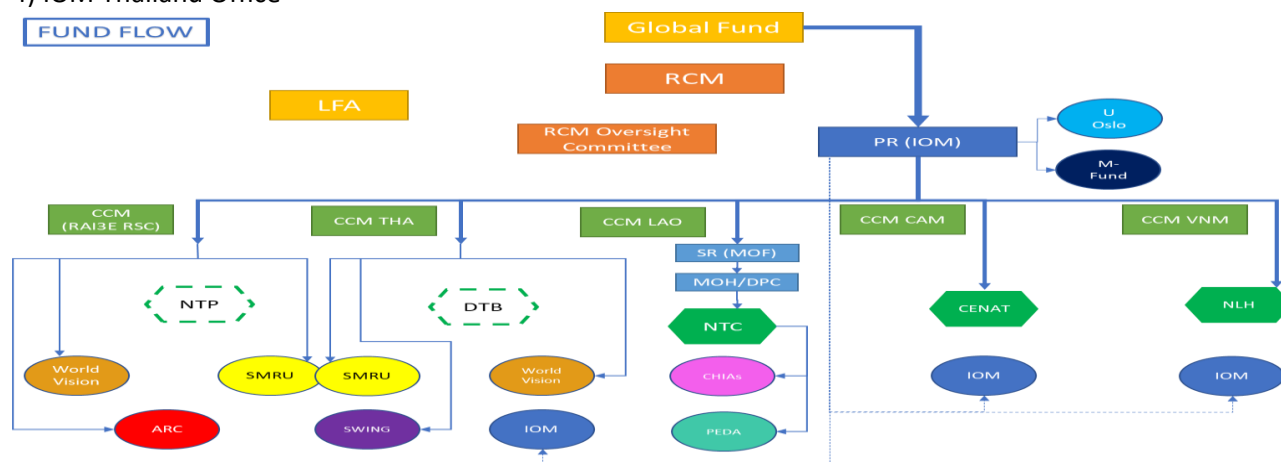 FUND FLOW
Global Fund
RCM
LFA
RCM Oversight
Committee
PR (IOM)
U
Oslo
M-
Fund
CCM
(RAI3E RSC)
CCM THA
CCM LAO
CCM CAM
CCM VNM
SR (MOF)
MOH/DPC
NTP
DTB
NTC
CENAT
NLH
World
Vision
SMRU
SMRU
World
Vision
CHIAs
IOM
IOM
ARC
SWING
IOM
PEDA